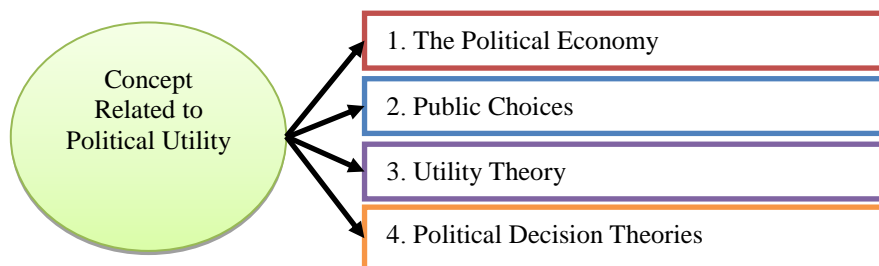 Concept
Related to
Political Utility
1. The Political Economy
2. Public Choices
3. Utility Theory
4. Political Decision Theories